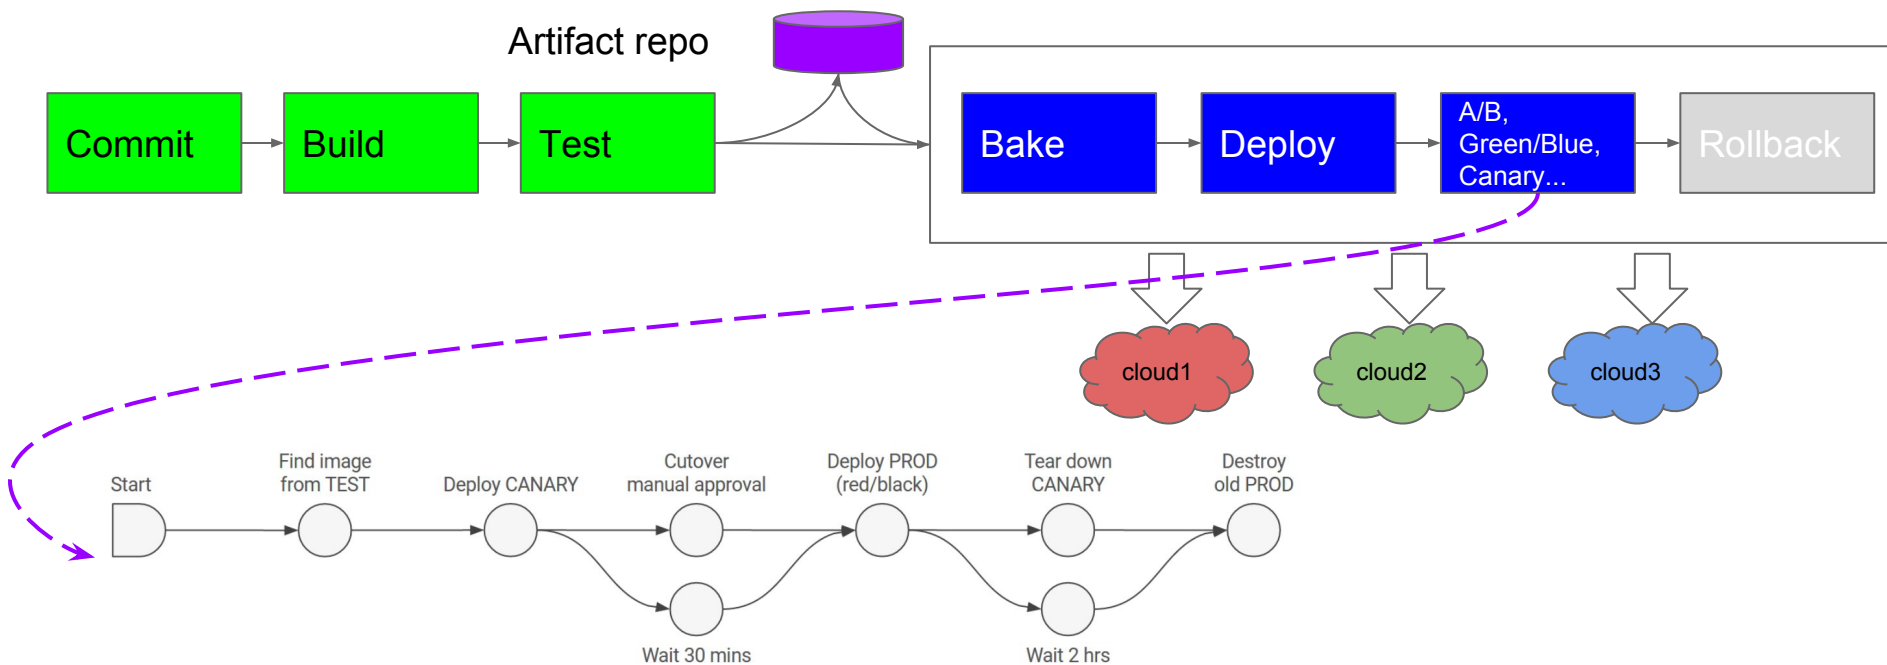 Artifact repo
Commit
Build
Test
Bake
Deploy
A/B,
Green/Blue,
Canary...
Rollback
cloud1
cloud2
cloud3
Start
Find image
from TEST
Deploy CANARY
Cutover
manual approval
Deploy PROD
(red/black)
Tear down
CANARY
Destroy
old PROD
Wait 30 mins
Wait 2 hrs